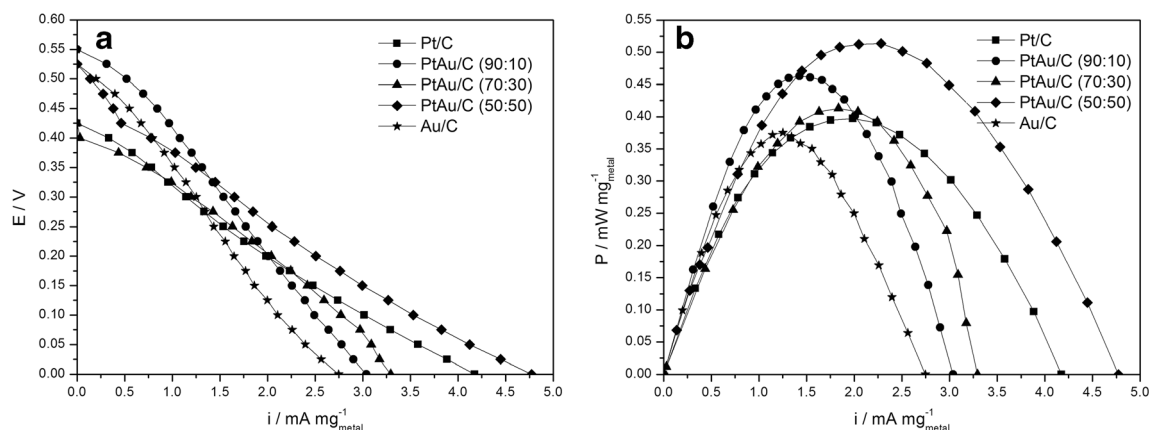 a
0.60
0.55
0.50
0.45
0.40
0.35
0.30
0.25
0.20
0.15
0.10
0.05
0.00
E / V
Pt/C
PtAu/C (90:10)
PtAu/C (70:30)
PtAu/C (50:50)
Au/C
0.0 0.5 1.0 1.5 2.0 2.5 3.0 3.5 4.0 4.5 5.0
i / mA mg⁻¹metal
b
0.55
0.50
0.45
0.40
0.35
0.30
0.25
0.20
0.15
0.10
0.05
0.00
P / mW mg⁻¹metal
Pt/C
PtAu/C (90:10)
PtAu/C (70:30)
PtAu/C (50:50)
Au/C
0.0 0.5 1.0 1.5 2.0 2.5 3.0 3.5 4.0 4.5 5.0
i / mA mg⁻¹metal